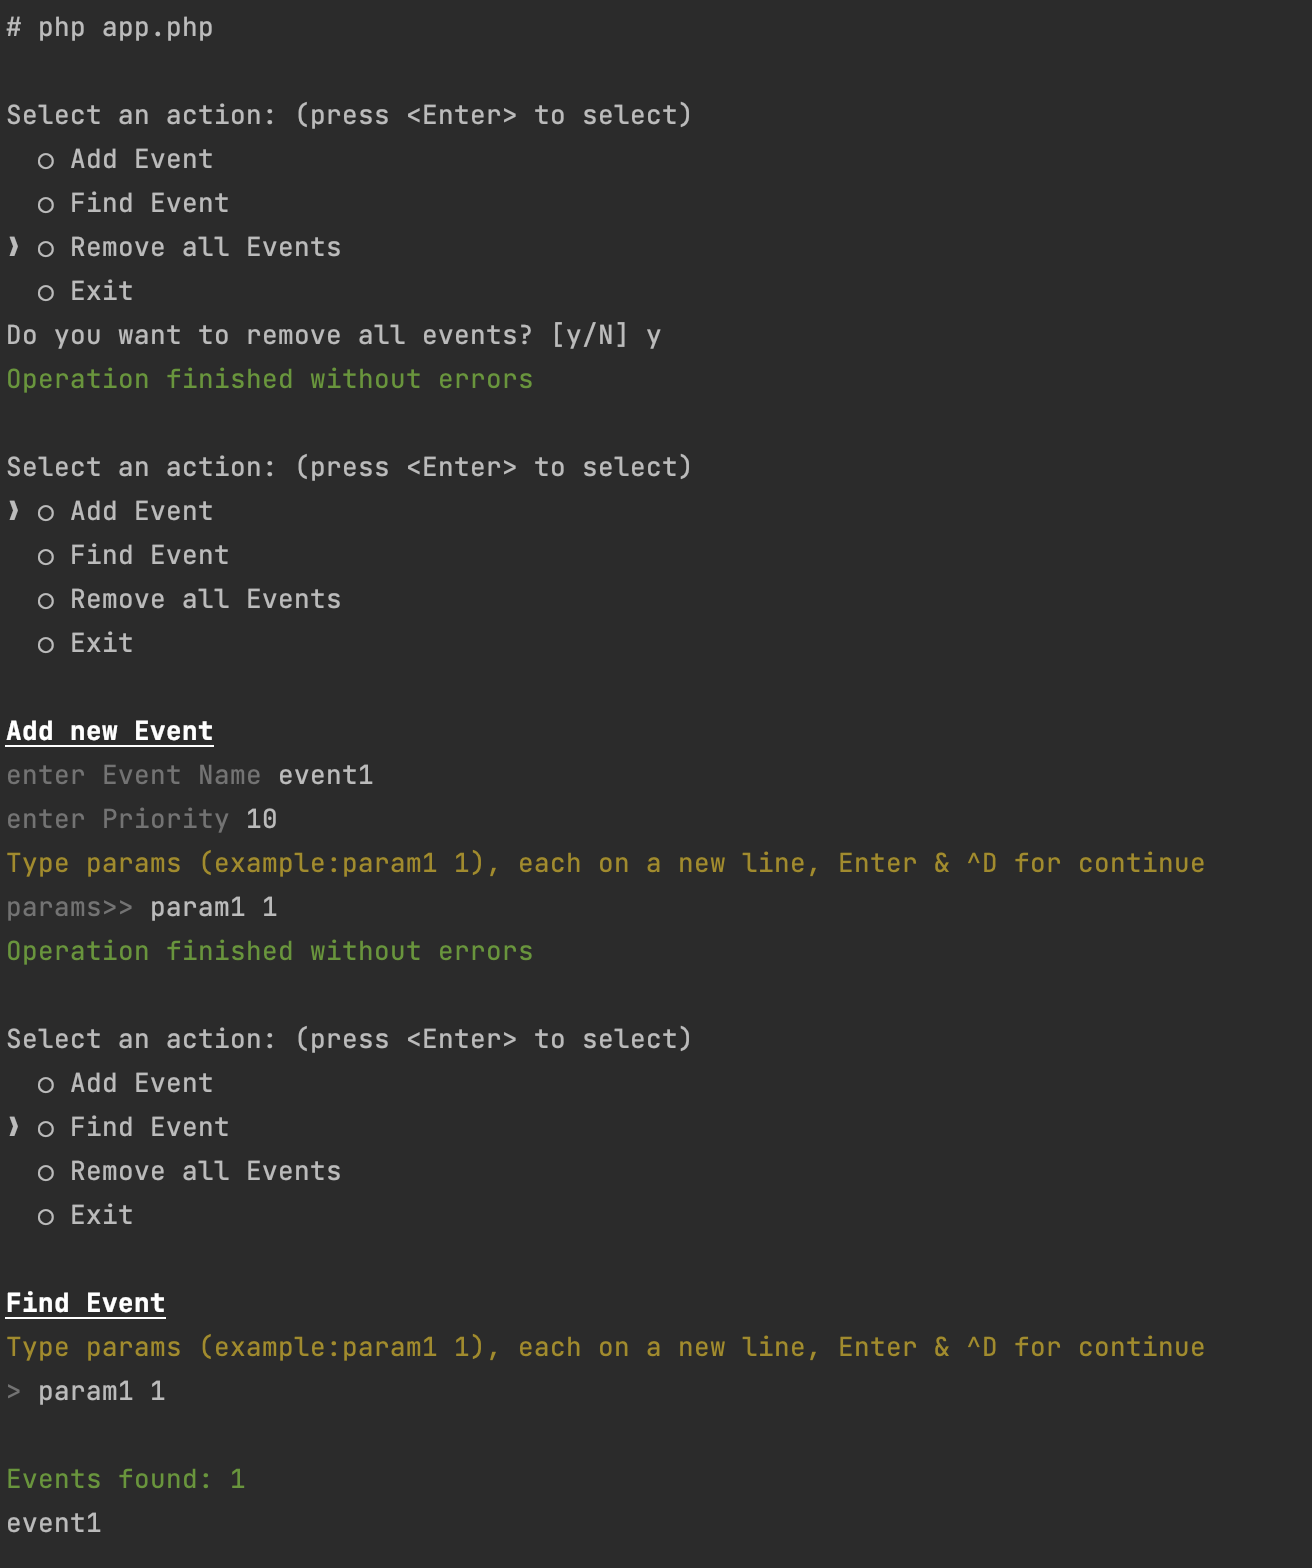 # php app.php
Select an action: (press <Enter> to select)
○ Add Event
○ Find Event
❫ ○ Remove all Events
○ Exit
Do you want to remove all events? [y/N] y
Operation finished without errors
Select an action: (press <Enter> to select)
❫ ○ Add Event
○ Find Event
○ Remove all Events
○ Exit
Add new Event
enter Event Name event1
enter Priority 10
Type params (example:param1 1), each on a new line, Enter & ^D for continue
params>> param1 1
Operation finished without errors
Select an action: (press <Enter> to select)
○ Add Event
❫ ○ Find Event
○ Remove all Events
○ Exit
Find Event
Type params (example:param1 1), each on a new line, Enter & ^D for continue
> param1 1
Events found: 1
event1